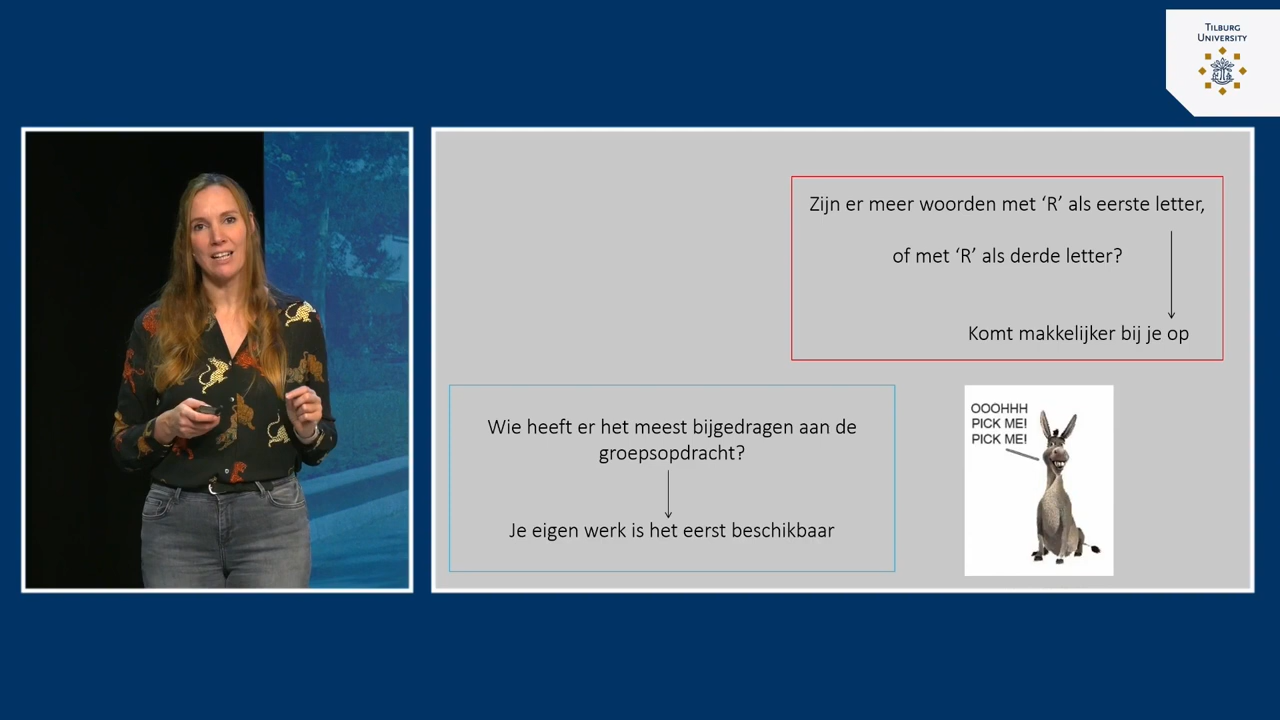 TILBURG
UNIVERSITY
Zijn er meer woorden met ‘R’ als eerste letter,
of met ‘R’ als derde letter?
Komt makkelijker bij je op
Wie heeft er het meest bijgedragen aan de
groepsopdracht?
Je eigen werk is het eerst beschikbaar
OOOHHH
PICK ME!
PICK ME!